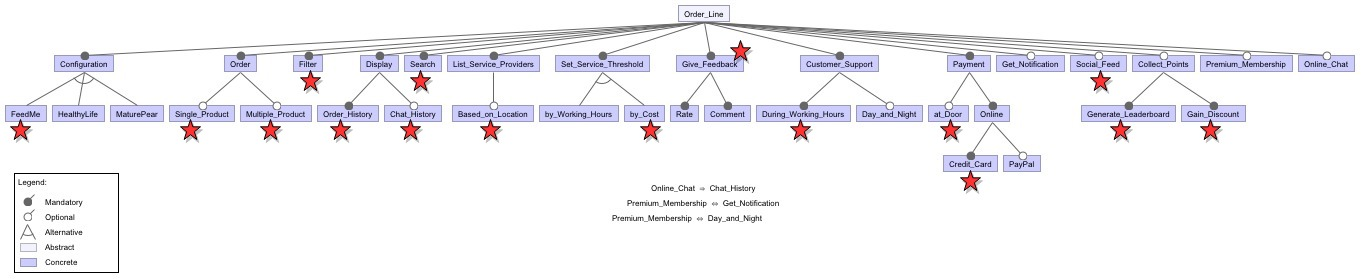 Order_Line
Configuration Order Filter Display Search List_Service_Providers Set_Service_Threshold Give_Feedback Customer_Support Payment Get_Notification Social_Feed Collect_Points Premium_Membership Online_Chat
FeedMe HealthyLife MaturePear Single_Product Multiple_Product Order_History Chat_History Based_on_Location by_Working_Hours by_Cost Rate Comment During_Working_Hours Day_and_Night at_Door Online Generate_Leaderboard Gain_Discount
Credit_Card PayPal
Legend:
Mandatory
Optional
Alternative
Abstract
Concrete
Online_Chat ⇒ Chat_History
Premium_Membership ⇔ Get_Notification
Premium_Membership ⇔ Day_and_Night